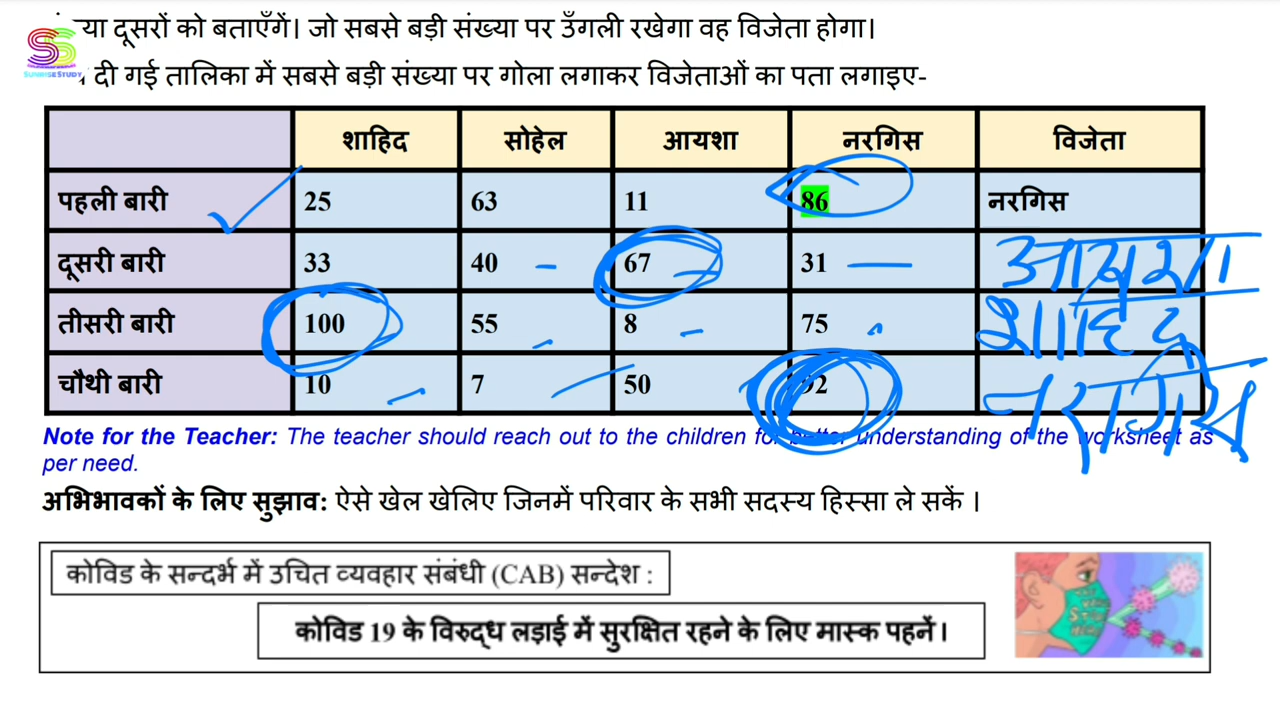 या दूसरों को बताएँगें। जो सबसे बड़ी संख्या पर उँगली रखेगा वह विजेता होगा।
SUNRISE STUDY
दी गई तालिका में सबसे बड़ी संख्या पर गोला लगाकर विजेताओं का पता लगाइए-
शाहिद सोहेल आयशा नरगिस विजेता
पहली बारी 25 63 11 86 नरगिस
दूसरी बारी 33 40 67 31 आयशा
तीसरी बारी 100 55 8 75 शाहिद
चौथी बारी 10 7 50 92
Note for the Teacher: The teacher should reach out to the children for better understanding of the worksheet as
per need.
अभिभावकों के लिए सुझाव: ऐसे खेल खेलिए जिनमें परिवार के सभी सदस्य हिस्सा ले सकें ।
कोविड के सन्दर्भ में उचित व्यवहार संबंधी (CAB) सन्देश :
कोविड 19 के विरुद्ध लड़ाई में सुरक्षित रहने के लिए मास्क पहनें।